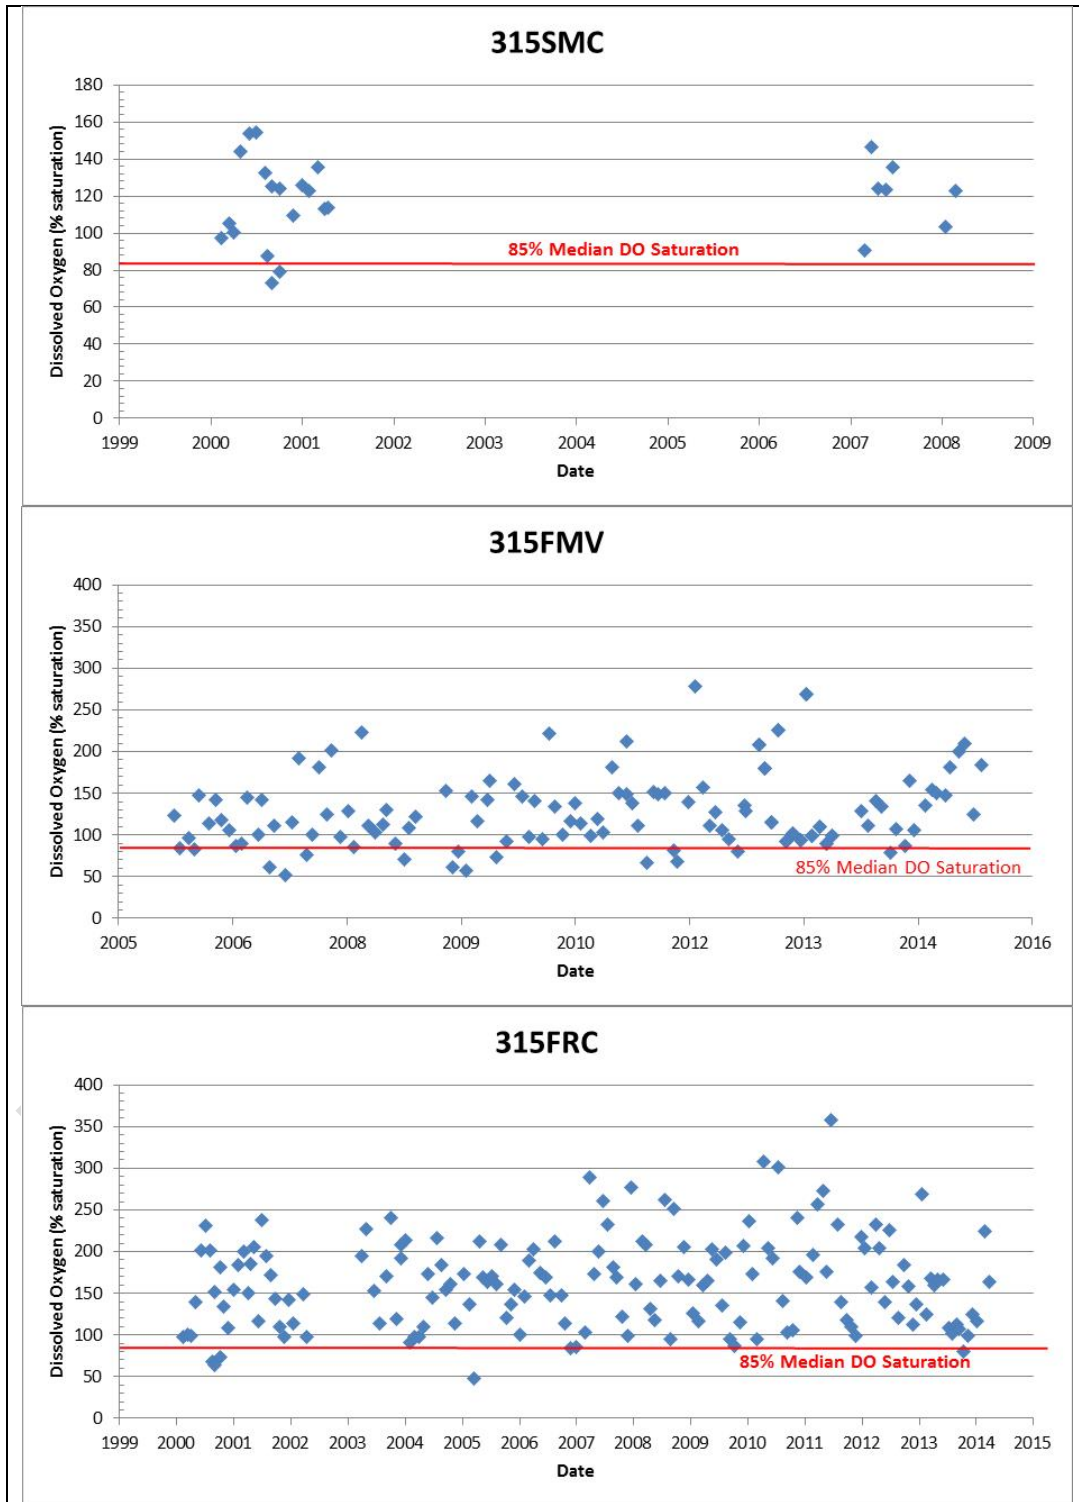 315SMC
Dissolved Oxygen (% saturation)
180
160
140
120
100
80
60
40
20
0
85% Median DO Saturation
1999 2000 2001 2002 2003 2004 2005 2006 2007 2008 2009
Date
315FMV
Dissolved Oxygen (% saturation)
400
350
300
250
200
150
100
50
0
85% Median DO Saturation
2005 2006 2008 2009 2010 2012 2013 2014 2016
Date
315FRC
Dissolved Oxygen (% saturation)
400
350
300
250
200
150
100
50
0
85% Median DO Saturation
1999 2000 2001 2002 2003 2004 2005 2006 2007 2008 2009 2010 2011 2012 2013 2014 2015
Date